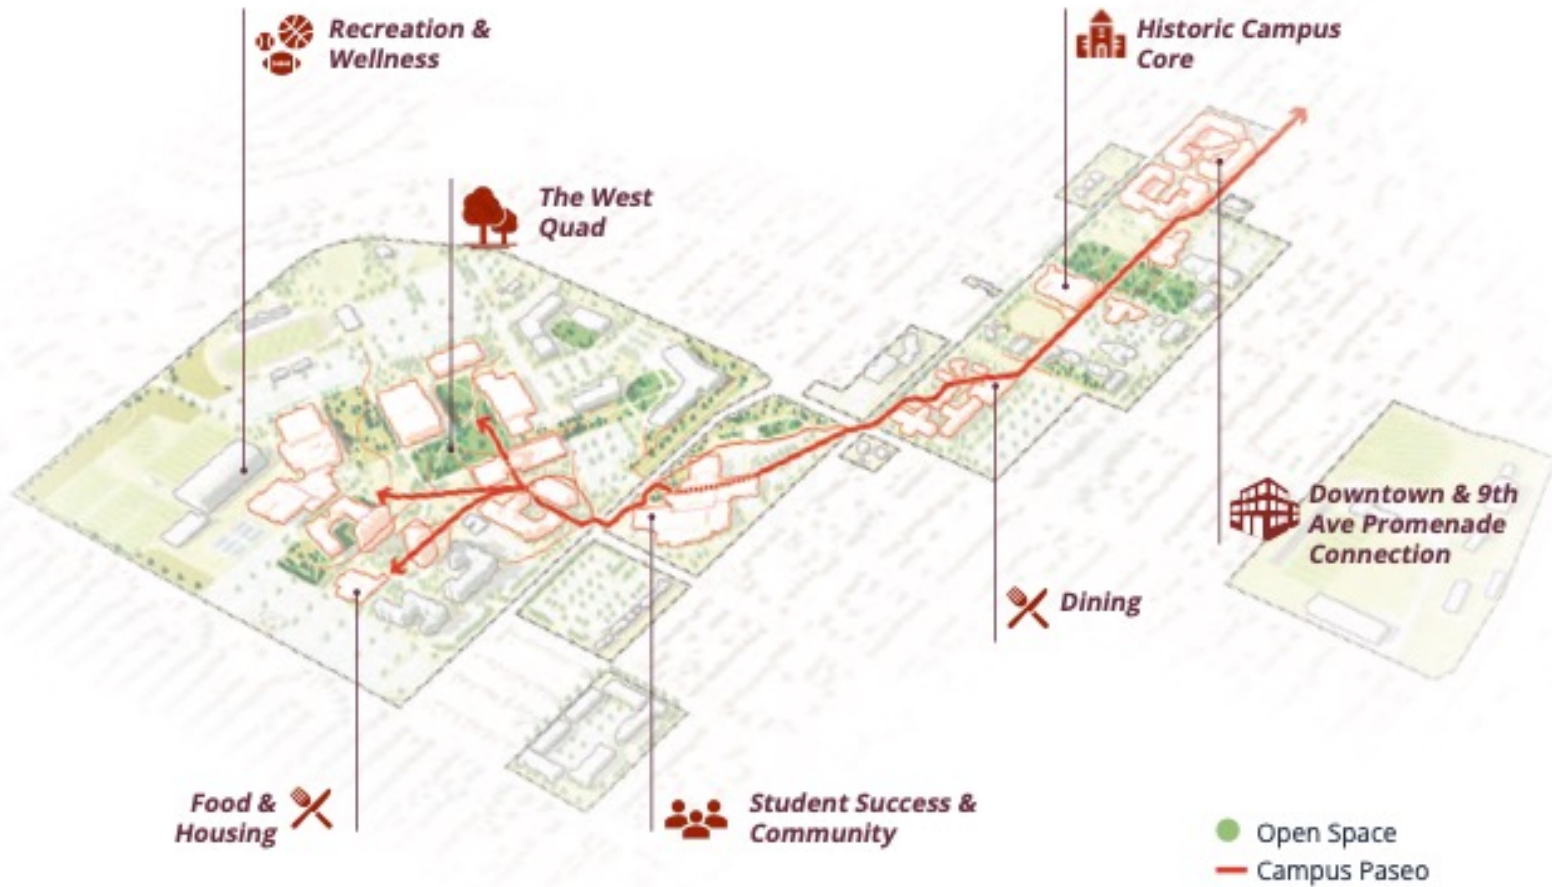 Recreation &
Wellness
Historic Campus
Core
The West
Quad
Downtown & 9th
Ave Promenade
Connection
Dining
Food &
Housing
Student Success &
Community
Open Space
Campus Paseo